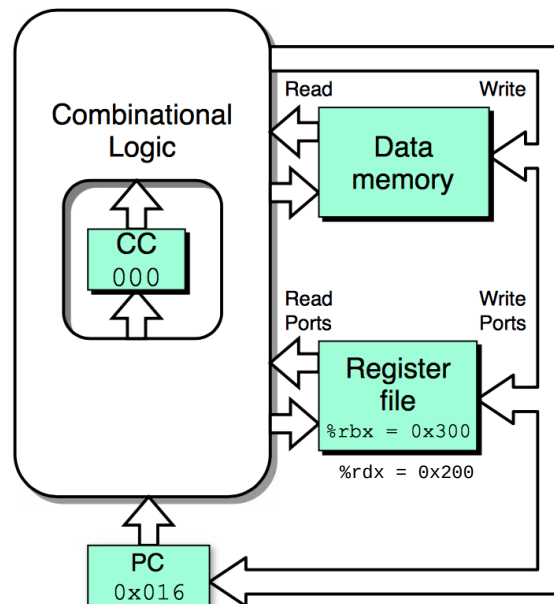 Combinational
Logic
CC
000
Read
Write
Data
memory
Read
Ports
Write
Ports
Register
file
%rbx = 0x300
%rdx = 0x200
PC
0x016